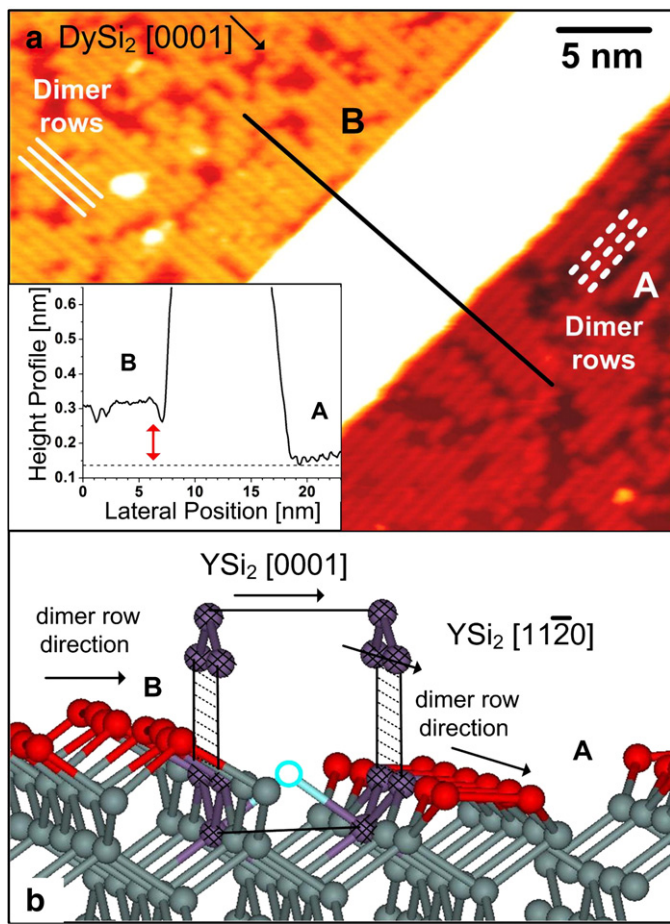 a DySi₂ [0001]
5 nm
Dimer
rows
B
A
Dimer
rows
Height Profile [nm]
0.6
0.5
0.4
0.3
0.2
0.1
B
A
0 5 10 15 20
Lateral Position [nm]
YSi₂ [0001]
dimer row
direction
B
YSi₂ [112̅0]
dimer row
direction
A
b